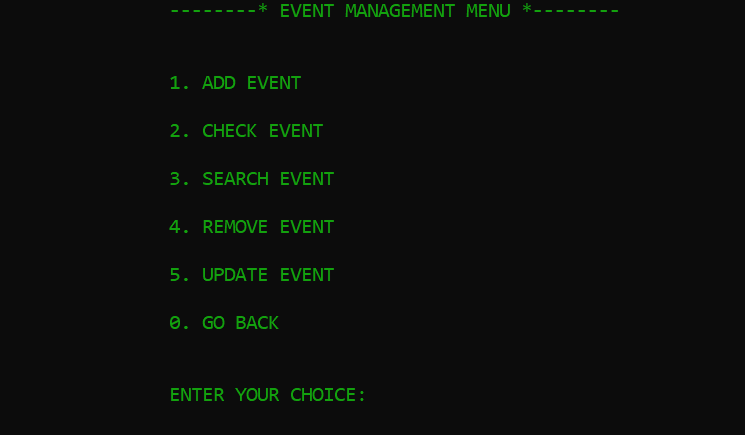 --------* EVENT MANAGEMENT MENU *--------
1. ADD EVENT
2. CHECK EVENT
3. SEARCH EVENT
4. REMOVE EVENT
5. UPDATE EVENT
0. GO BACK
ENTER YOUR CHOICE: